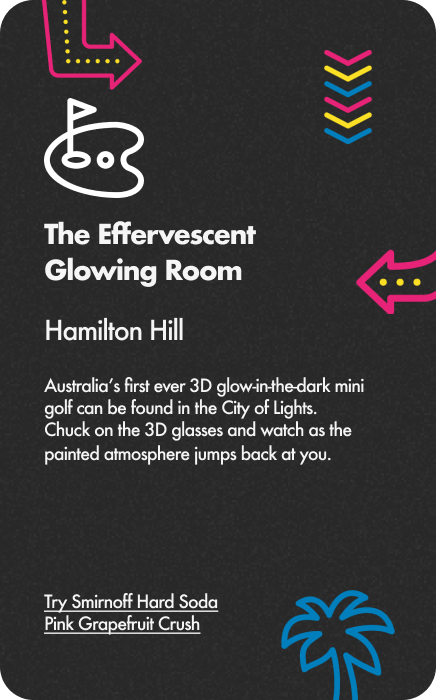 The Effervescent
Glowing Room
Hamilton Hill
Australia's first ever 3D glow-in-the-dark mini
golf can be found in the City of Lights.
Chuck on the 3D glasses and watch as the
painted atmosphere jumps back at you.
Try Smirnoff Hard Soda
Pink Grapefruit Crush